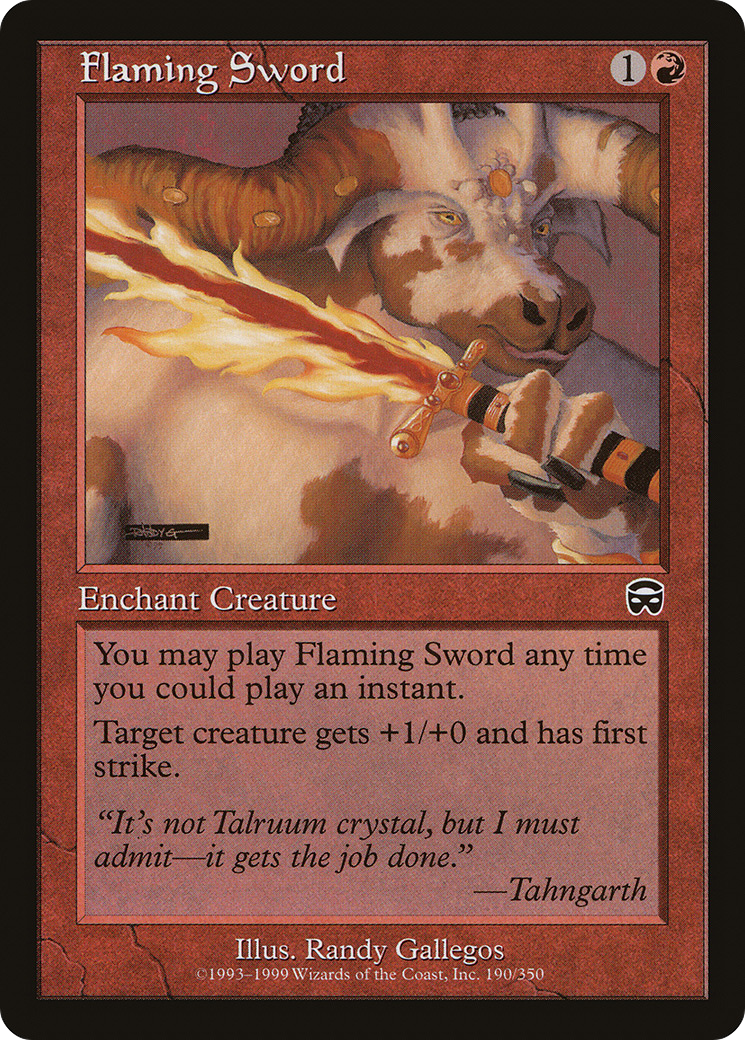 Flaming Sword
1
RANDY G
Enchant Creature
You may play Flaming Sword any time
you could play an instant.
Target creature gets +1/+0 and has first
strike.
“It’s not Talruum crystal, but I must
admit—it gets the job done.”
—Tahngarth
Illus. Randy Gallegos
©1993–1999 Wizards of the Coast, Inc. 190/350